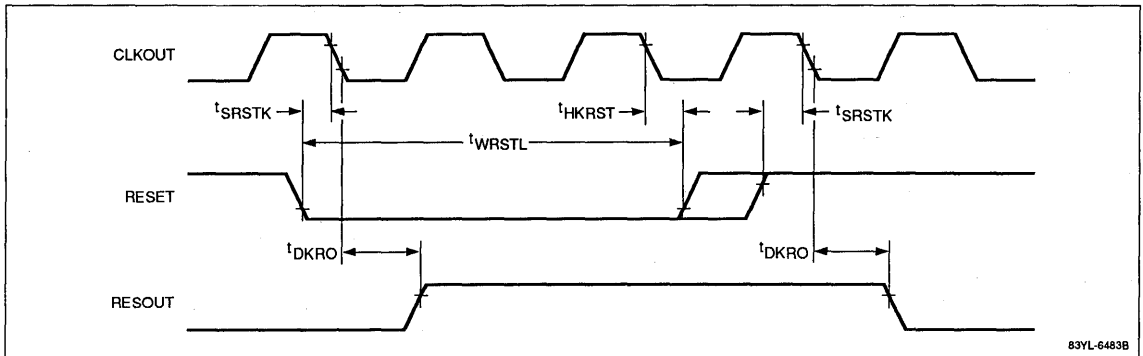 CLKOUT
tSRSTK
tHKRST
tSRSTK
tWRSTL
RESET
tDKRO
tDKRO
RESOUT
83YL-6483B